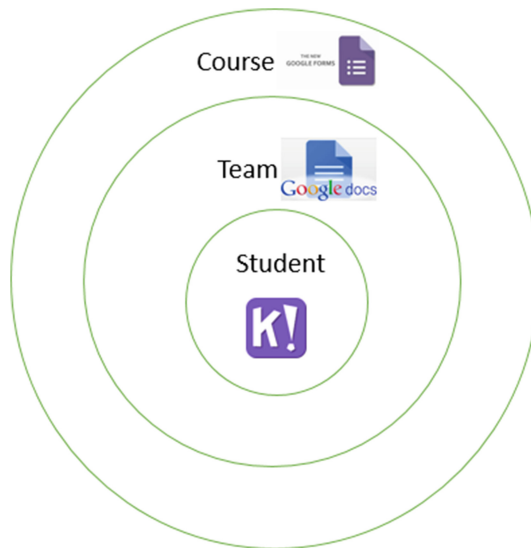 Course
THE NEW
GOOGLE FORMS
Team
Google docs
Student
K!